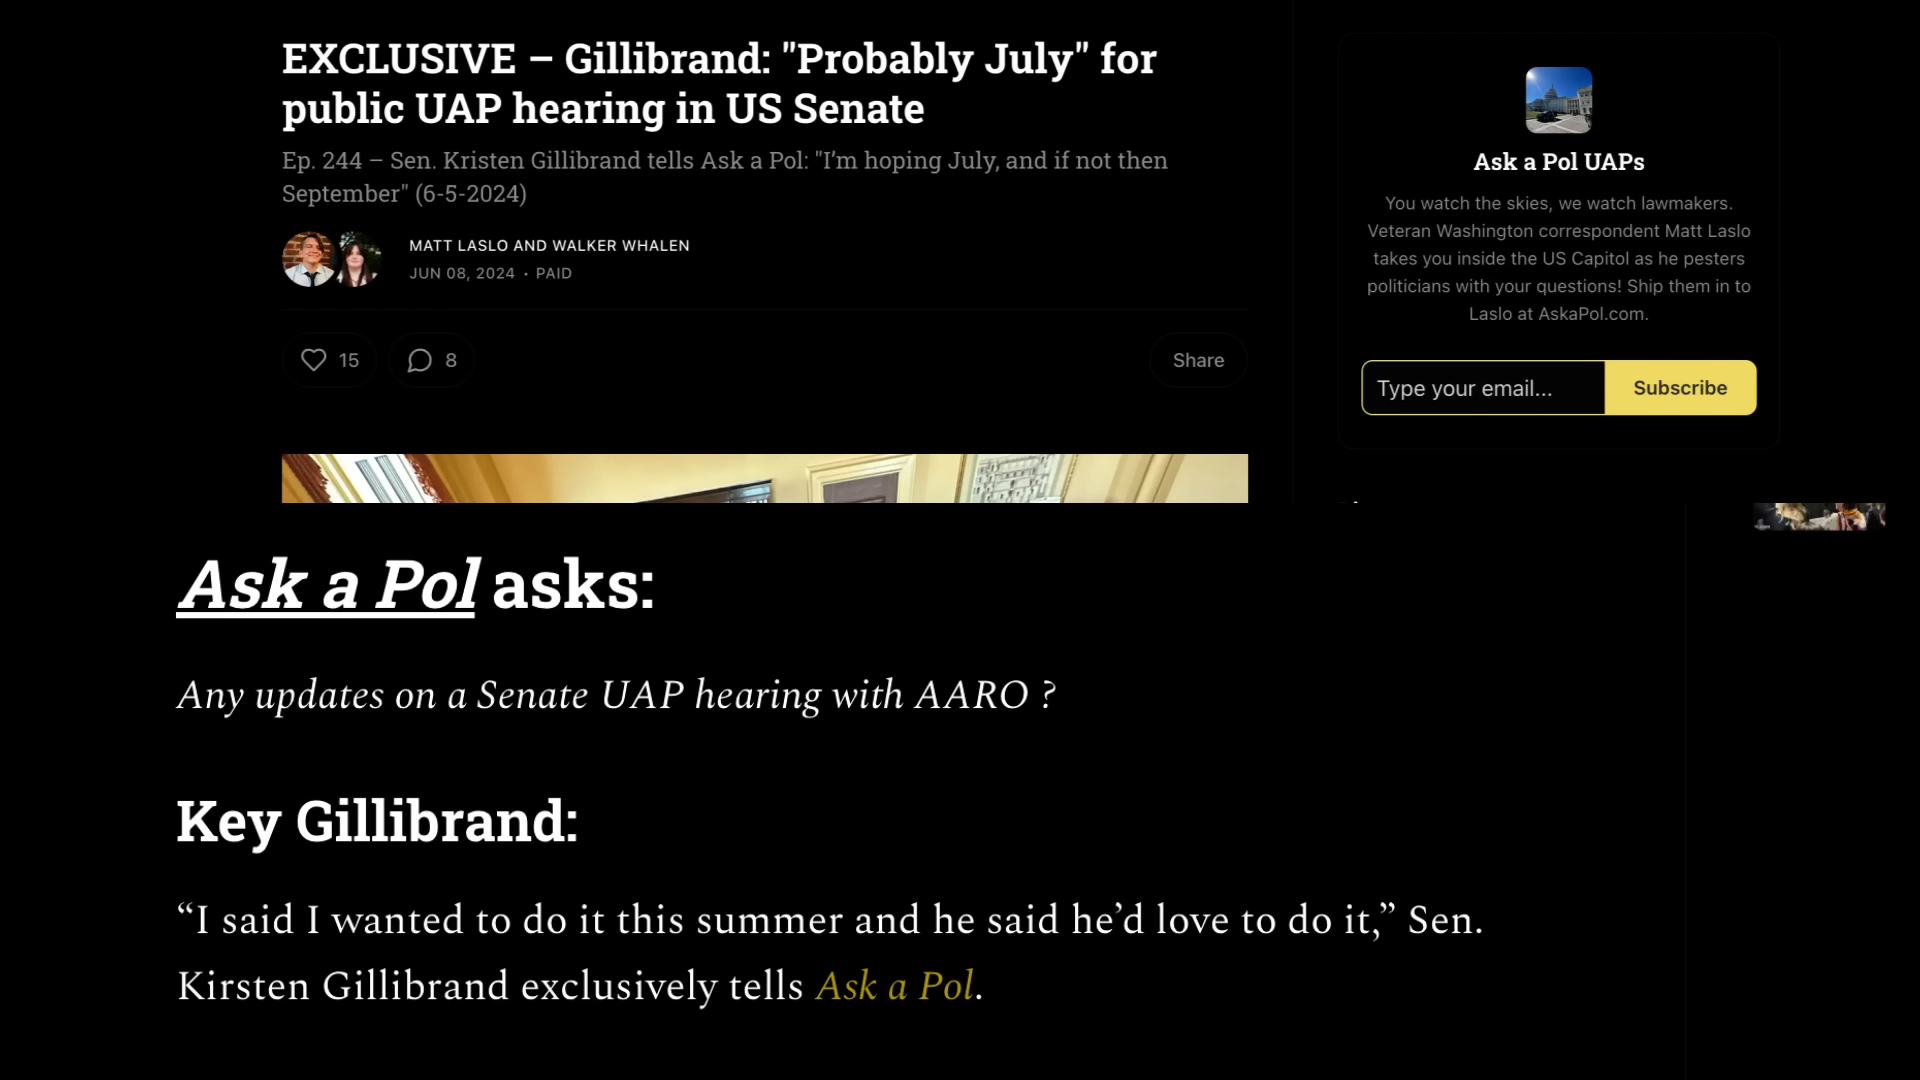 EXCLUSIVE – Gillibrand: "Probably July" for
public UAP hearing in US Senate
Ep. 244 – Sen. Kristen Gillibrand tells Ask a Pol: "I’m hoping July, and if not then
September" (6-5-2024)
MATT LASLO AND WALKER WHALEN
JUN 08, 2024 • PAID
15
8
Share
Ask a Pol UAPs
You watch the skies, we watch lawmakers.
Veteran Washington correspondent Matt Laslo
takes you inside the US Capitol as he pesters
politicians with your questions! Ship them in to
Laslo at AskaPol.com.
Type your email...
Subscribe
Ask a Pol asks:
Any updates on a Senate UAP hearing with AARO ?
Key Gillibrand:
“I said I wanted to do it this summer and he said he’d love to do it,” Sen.
Kirsten Gillibrand exclusively tells Ask a Pol.